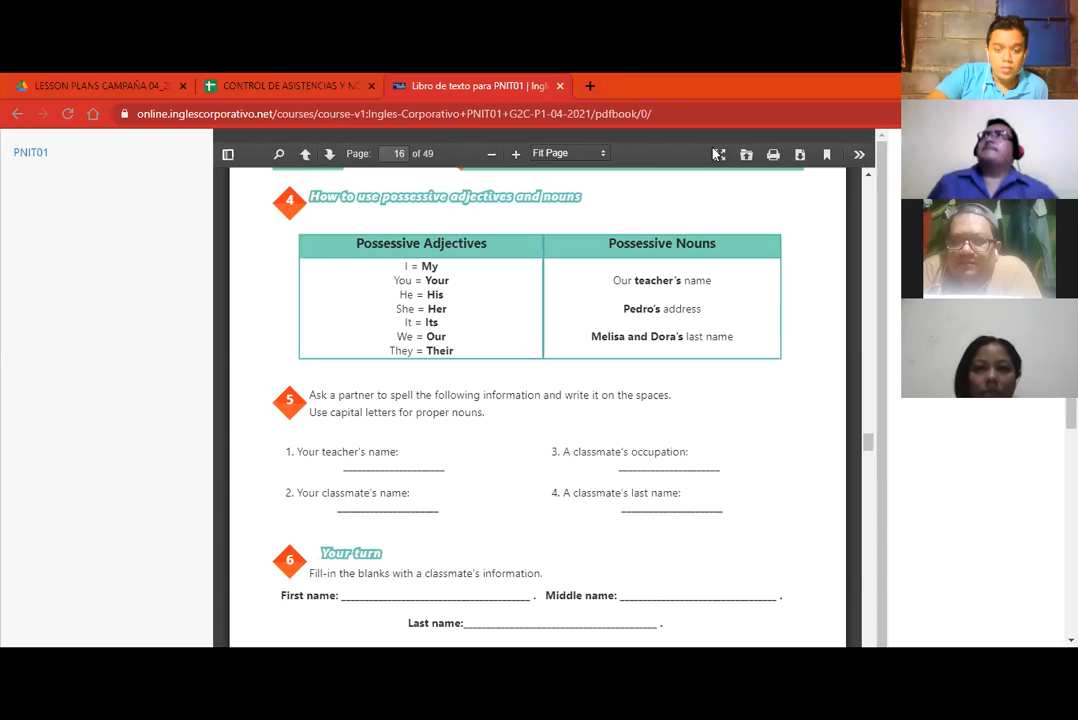 LESSON PLANS CAMPAÑA 04_2
CONTROL DE ASISTENCIAS Y NO
Libro de texto para PNIT01 | Ingl
online.inglescorporativo.net/courses/course-v1:Ingles-Corporativo+PNIT01+G2C-P1-04-2021/pdfbook/0/
PNIT01
Page: 16 of 49
Fit Page
4 How to use possessive adjectives and nouns
Possessive Adjectives
I = My
You = Your
He = His
She = Her
It = Its
We = Our
They = Their
Possessive Nouns
Our teacher's name
Pedro's address
Melisa and Dora's last name
5 Ask a partner to spell the following information and write it on the spaces.
Use capital letters for proper nouns.
1. Your teacher's name:
2. Your classmate's name:
3. A classmate's occupation:
4. A classmate's last name:
6 Your turn
Fill-in the blanks with a classmate's information.
First name: ______________________ . Middle name: ______________________ .
Last name:______________________ .